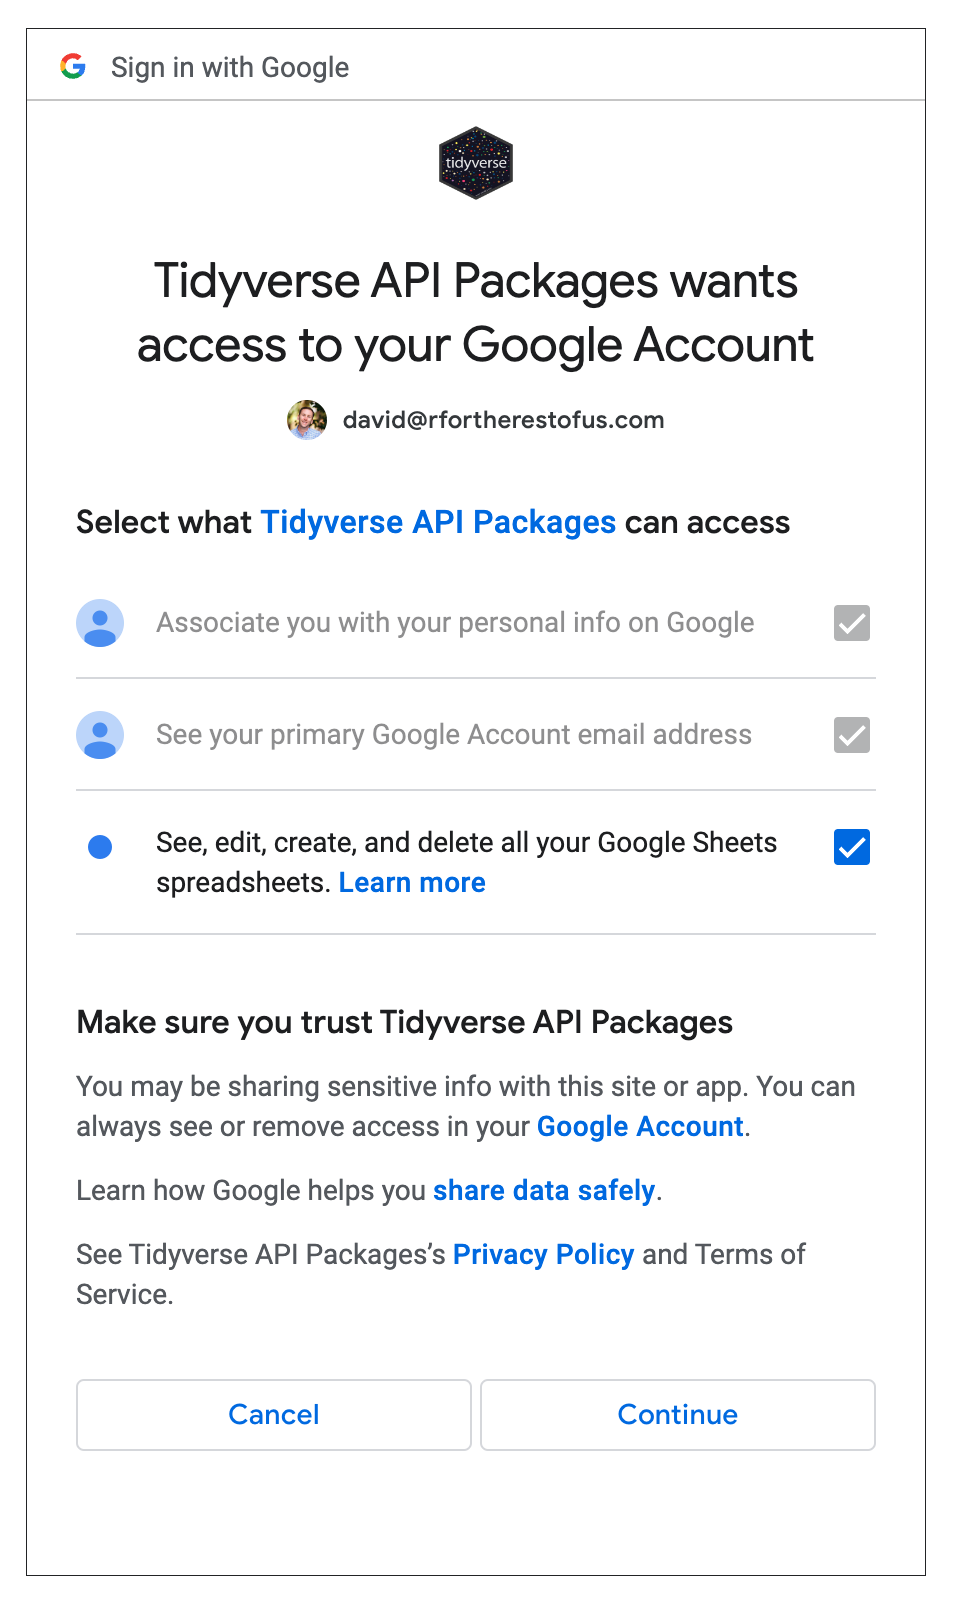 Sign in with Google
tidyverse
Tidyverse API Packages wants
access to your Google Account
david@rfortherestofus.com
Select what Tidyverse API Packages can access
Associate you with your personal info on Google
See your primary Google Account email address
See, edit, create, and delete all your Google Sheets
spreadsheets. Learn more
Make sure you trust Tidyverse API Packages
You may be sharing sensitive info with this site or app. You can
always see or remove access in your Google Account.
Learn how Google helps you share data safely.
See Tidyverse API Packages’s Privacy Policy and Terms of
Service.
Cancel
Continue